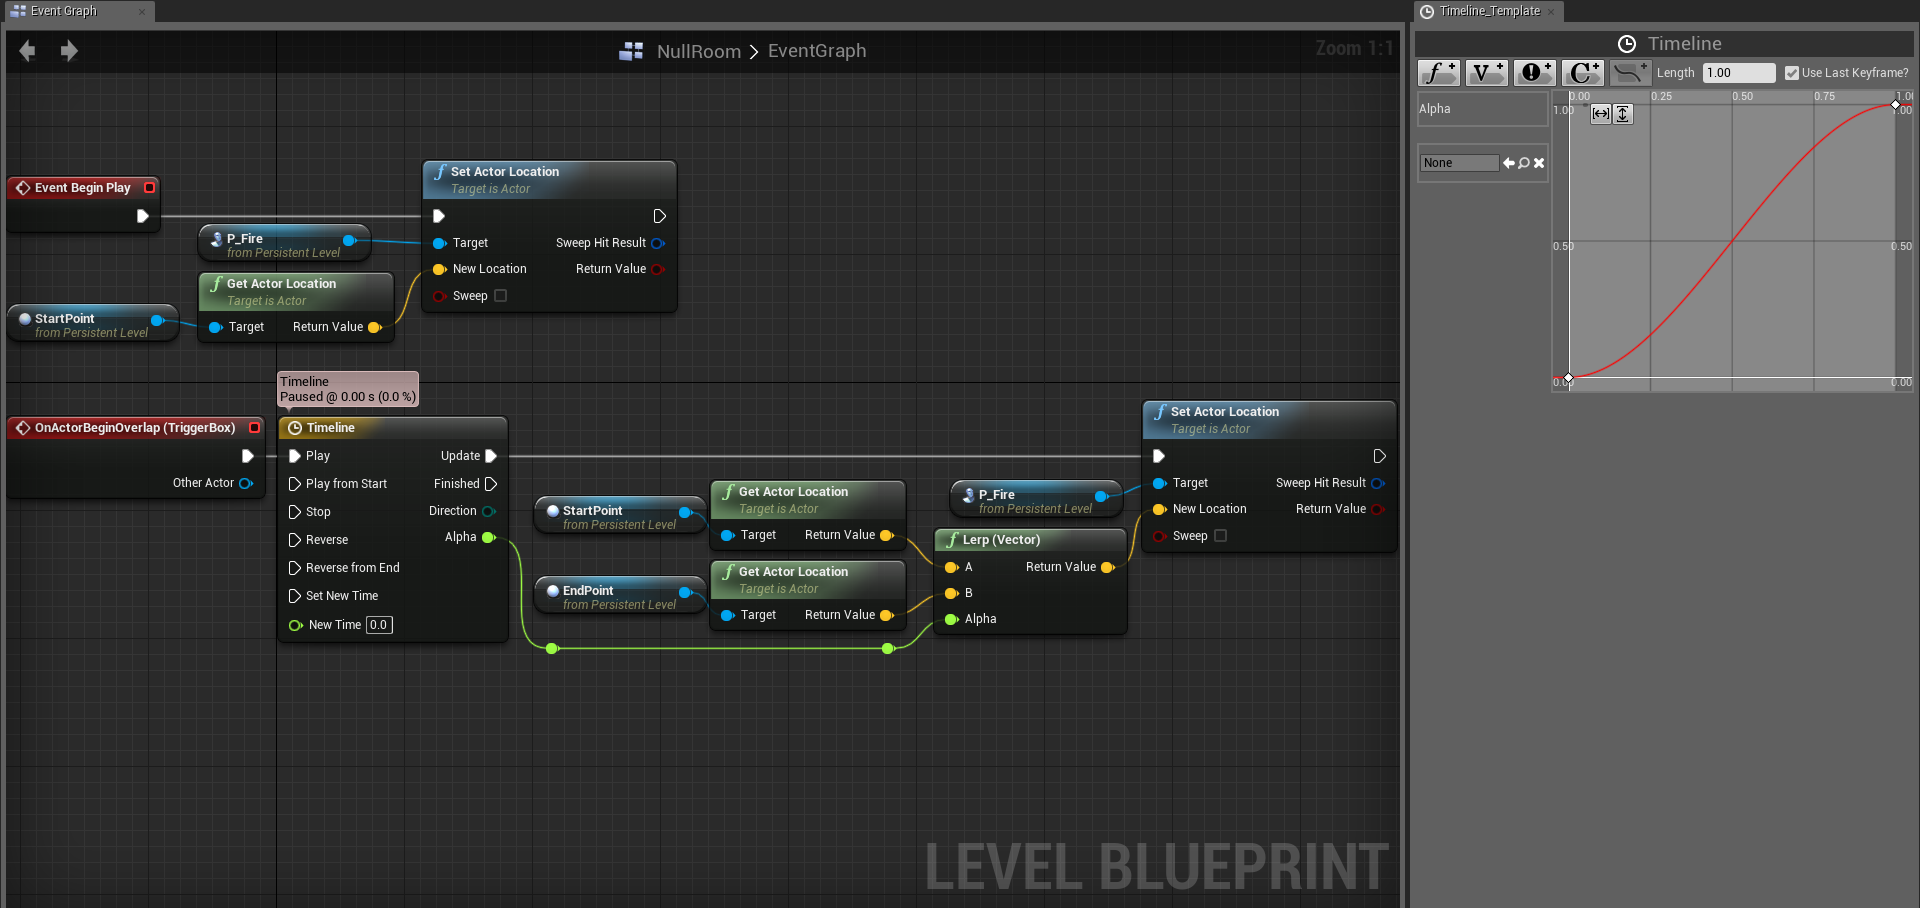 Event Graph
NullRoom > EventGraph
Zoom 1:1
Event Begin Play
P_Fire
from Persistent Level
Get Actor Location
Target is Actor
Target
Return Value
StartPoint
from Persistent Level
Set Actor Location
Target is Actor
Target
Sweep Hit Result
New Location
Return Value
Sweep
Timeline
Paused @ 0.00 s (0.0 %)
OnActorBeginOverlap (TriggerBox)
Other Actor
Timeline
Play
Update
Play from Start
Finished
Stop
Direction
Reverse
Alpha
Reverse from End
Set New Time
New Time 0.0
StartPoint
from Persistent Level
Get Actor Location
Target is Actor
Target
Return Value
EndPoint
from Persistent Level
Get Actor Location
Target is Actor
Target
Return Value
P_Fire
from Persistent Level
Lerp (Vector)
A
Return Value
B
Alpha
Set Actor Location
Target is Actor
Target
Sweep Hit Result
New Location
Return Value
Sweep
LEVEL BLUEPRINT
Timeline_Template
Timeline
f+ V+ C+
Length 1.00
Use Last Keyframe?
Alpha
None
0.00 0.25 0.50 0.75
1.00 1.00
0.50 0.50
0.00